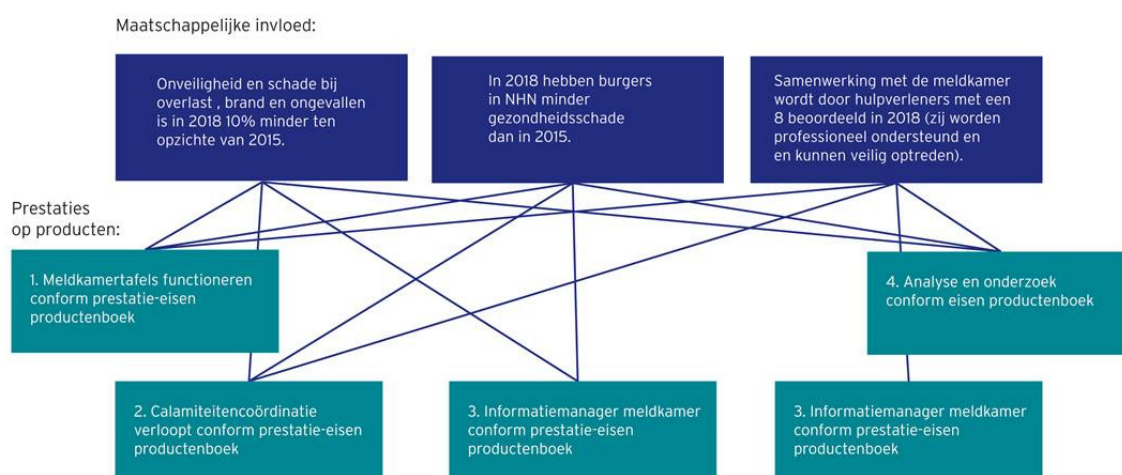 Maatschappelijke invloed:
Onveiligheid en schade bij
overlast , brand en ongevallen
is in 2018 10% minder ten
opzichte van 2015.
In 2018 hebben burgers
in NHN minder
gezondheidsschade
dan in 2015.
Samenwerking met de meldkamer
wordt door hulpverleners met een
8 beoordeeld in 2018 (zij worden
professioneel ondersteund en
en kunnen veilig optreden).
Prestaties
op producten:
1. Meldkamertafels functioneren
conform prestatie-eisen
productenboek
4. Analyse en onderzoek
conform eisen productenboek
2. Calamiteitencoördinatie
verloopt conform prestatie-eisen
productenboek
3. Informatiemanager meldkamer
conform prestatie-eisen
productenboek
3. Informatiemanager meldkamer
conform prestatie-eisen
productenboek